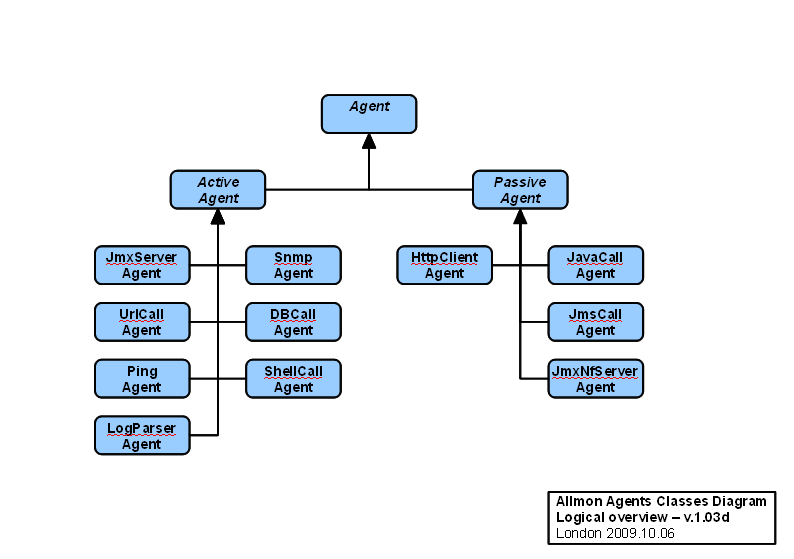 Agent
Active
Agent
Passive
Agent
JmxServer
Agent
Snmp
Agent
HttpClient
Agent
JavaCall
Agent
UrlCall
Agent
DBCall
Agent
JmsCall
Agent
Ping
Agent
ShellCall
Agent
JmxNfServer
Agent
LogParser
Agent
Allmon Agents Classes Diagram
Logical overview – v.1.03d
London 2009.10.06